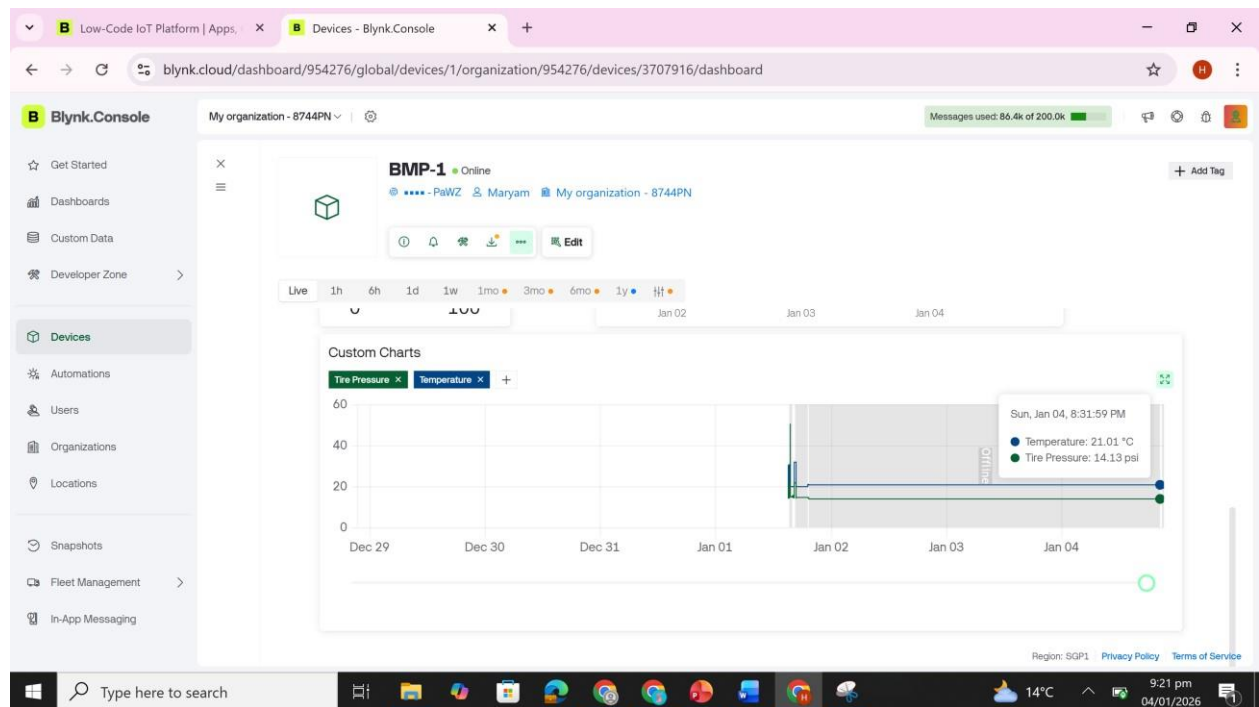 B Low-Code IoT Platform | Apps, × B Devices - Blynk.Console × +
blynk.cloud/dashboard/954276/global/devices/1/organization/954276/devices/3707916/dashboard H
B Blynk.Console
My organization - 8744PN
Messages used: 86.4k of 200.0k
Get Started
Dashboards
Custom Data
Developer Zone
Devices
Automations
Users
Organizations
Locations
Snapshots
Fleet Management
In-App Messaging
BMP-1 Online
+ Add Tag
•••• - PaWZ Maryam My organization - 8744PN
Edit
Live 1h 6h 1d 1w 1mo 3mo 6mo 1y
0 100
Jan 02 Jan 03 Jan 04
Custom Charts
Tire Pressure × Temperature × +
60
40
20
0
Offline
Sun, Jan 04, 8:31:59 PM
Temperature: 21.01 °C
Tire Pressure: 14.13 psi
Dec 29 Dec 30 Dec 31 Jan 01 Jan 02 Jan 03 Jan 04
Region: SGP1 Privacy Policy Terms of Service
Type here to search
14°C
9:21 pm
04/01/2026
1